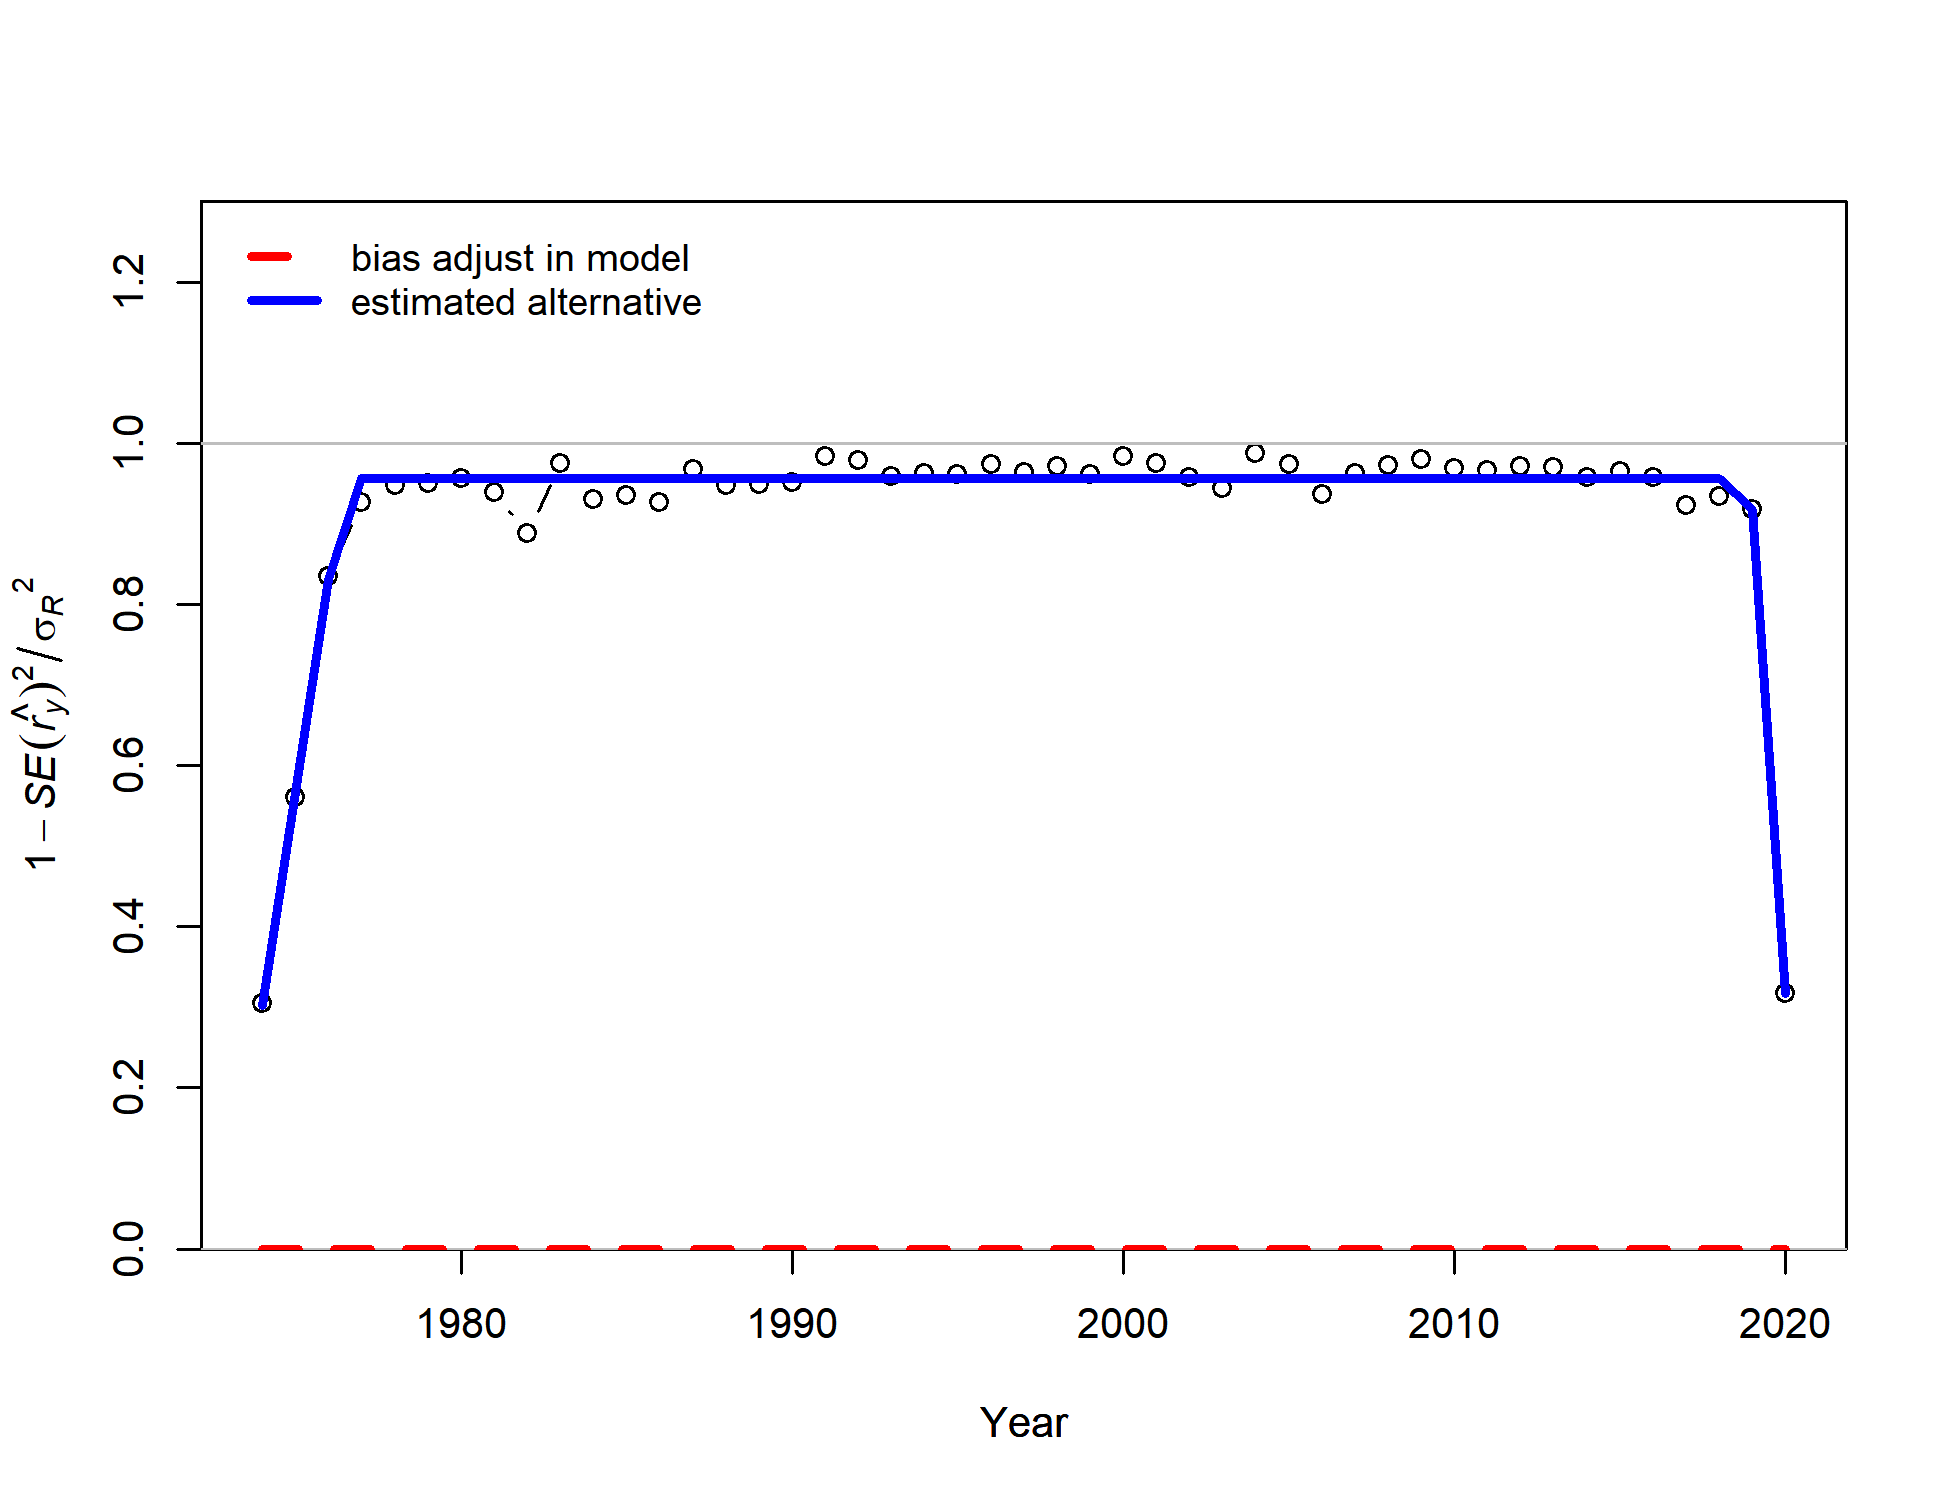 bias adjust in model
estimated alternative
1 − SE(r̂y)² / σR²
1.2
1.0
0.8
0.6
0.4
0.2
0.0
1980 1990 2000 2010 2020
Year